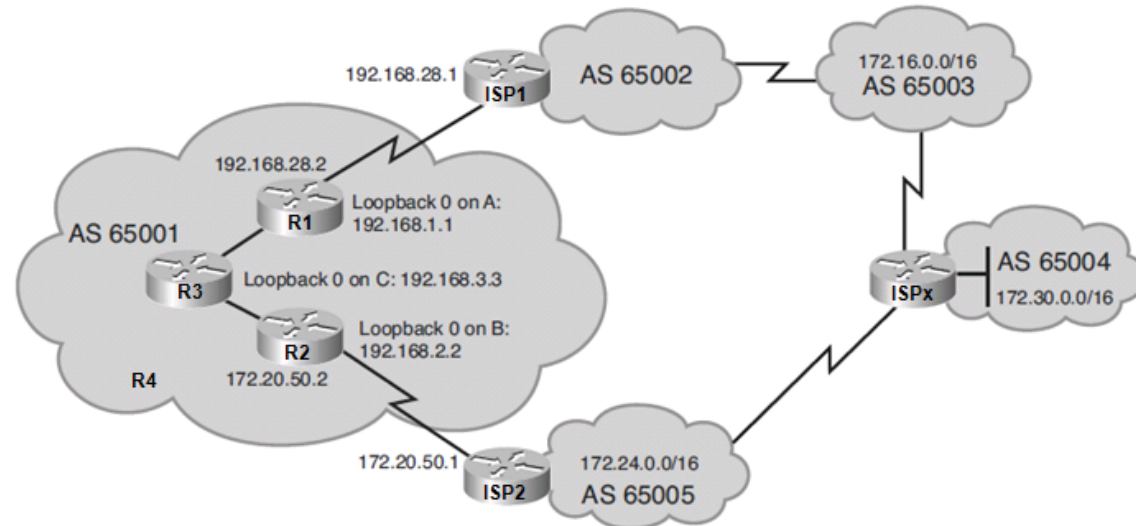 192.168.28.1
ISP1
AS 65002
172.16.0.0/16
AS 65003
192.168.28.2
R1
Loopback 0 on A:
192.168.1.1
AS 65001
R3
Loopback 0 on C: 192.168.3.3
R2
Loopback 0 on B:
192.168.2.2
R4
172.20.50.2
ISPx
AS 65004
172.30.0.0/16
172.20.50.1
ISP2
172.24.0.0/16
AS 65005